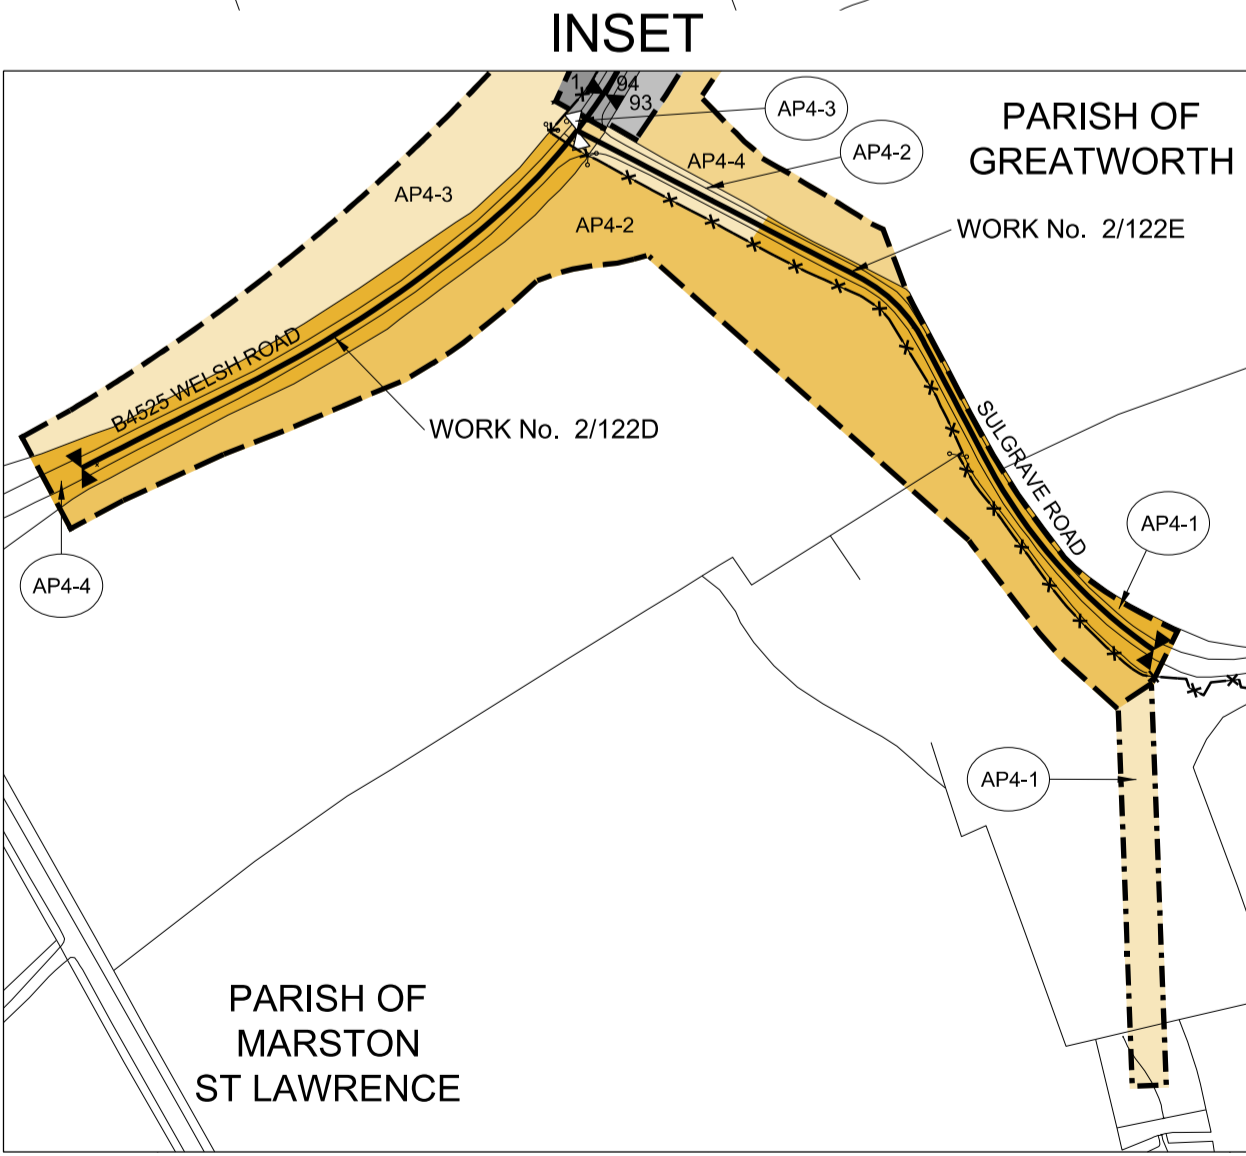 INSET
1
94
93
AP4-3
PARISH OF
GREATWORTH
AP4-2
AP4-4
AP4-3
AP4-2
WORK No. 2/122E
B4525 WELSH ROAD
WORK No. 2/122D
SULGRAVE ROAD
AP4-1
AP4-4
AP4-1
PARISH OF
MARSTON
ST LAWRENCE